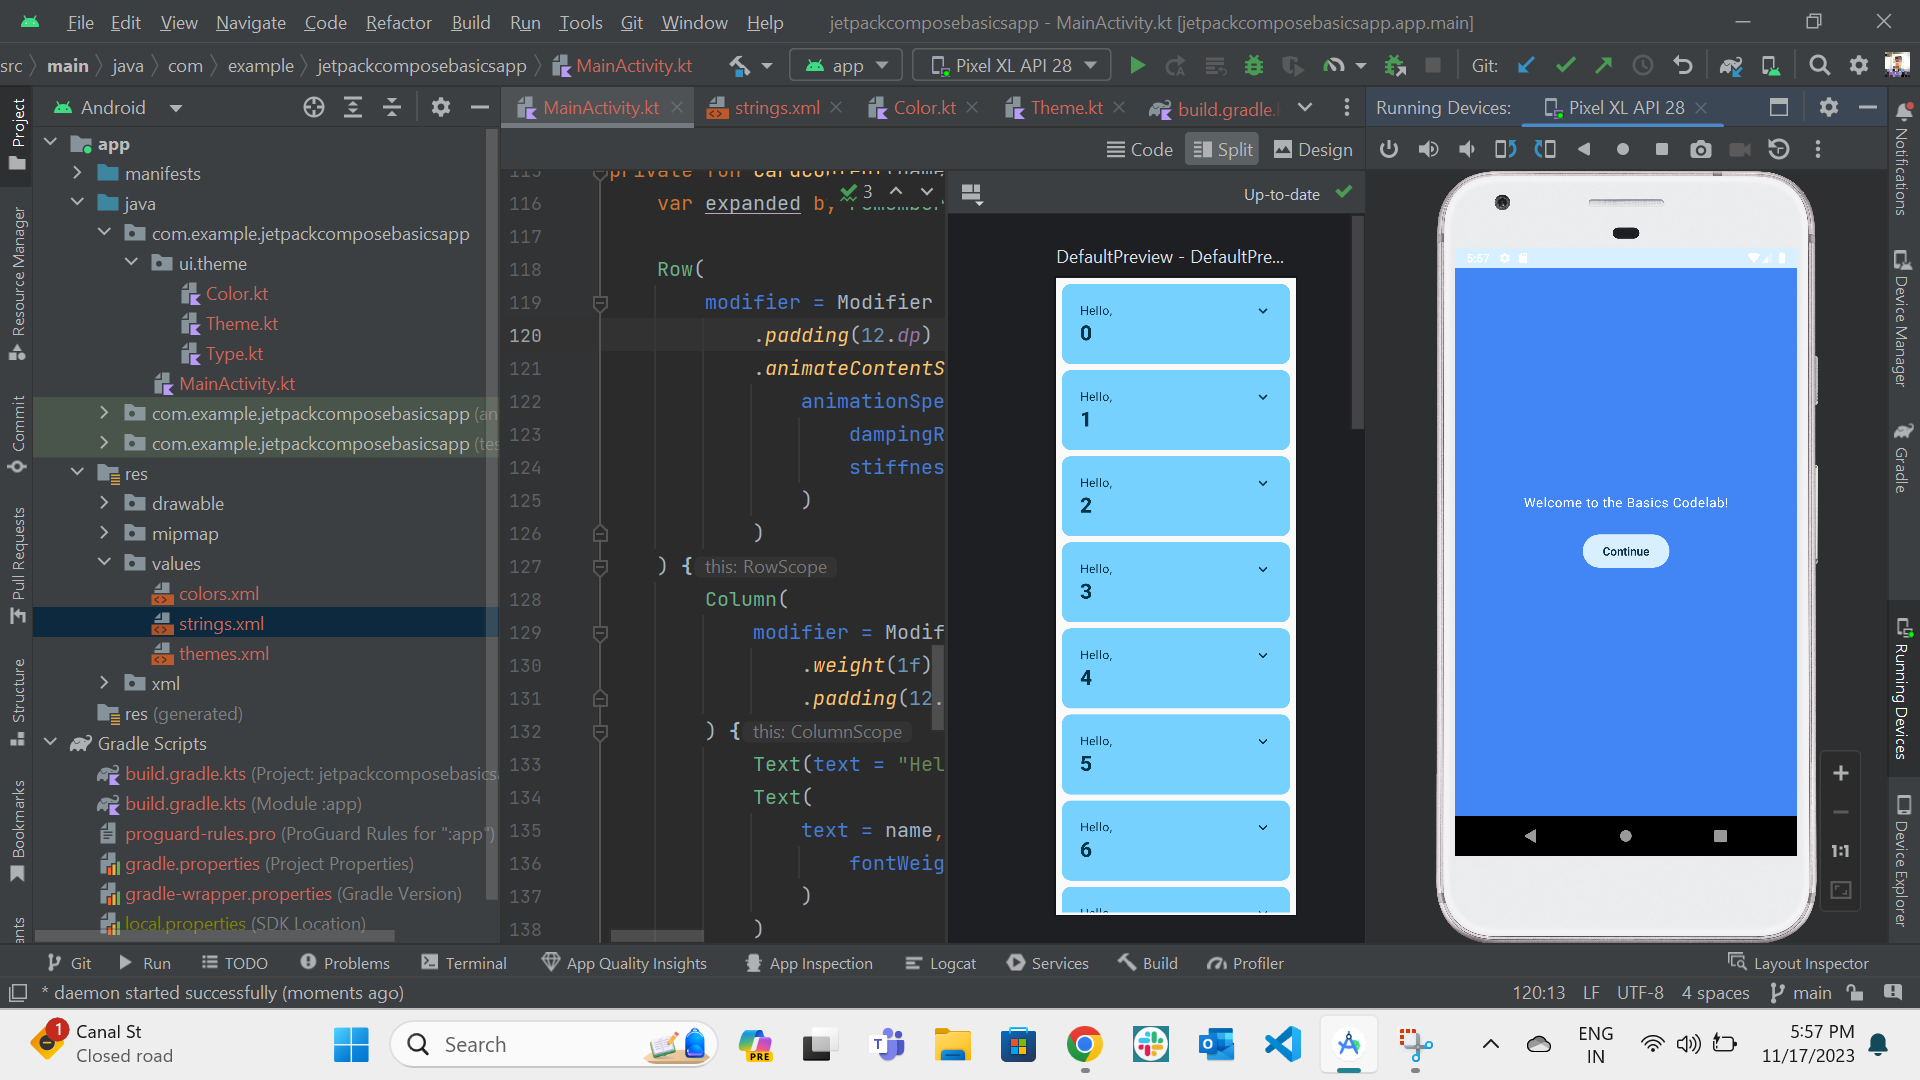 File Edit View Navigate Code Refactor Build Run Tools Git Window Help jetpackcomposebasicsapp - MainActivity.kt [jetpackcomposebasicsapp.app.main]
src main java com example jetpackcomposebasicsapp MainActivity.kt app Pixel XL API 28 Git:
Project
Resource Manager
Commit
Pull Requests
Structure
Bookmarks
Android
app
manifests
java
com.example.jetpackcomposebasicsapp
ui.theme
Color.kt
Theme.kt
Type.kt
MainActivity.kt
com.example.jetpackcomposebasicsapp (an
com.example.jetpackcomposebasicsapp (tes
res
drawable
mipmap
values
colors.xml
strings.xml
themes.xml
xml
res (generated)
Gradle Scripts
build.gradle.kts (Project: jetpackcomposebasics
build.gradle.kts (Module :app)
proguard-rules.pro (ProGuard Rules for ":app")
gradle.properties (Project Properties)
gradle-wrapper.properties (Gradle Version)
local.properties (SDK Location)
MainActivity.kt strings.xml Color.kt Theme.kt build.gradle.
Code Split Design
3
116 var expanded b
117
118 Row(
119 modifier = Modifier
120 .padding(12.dp)
121 .animateContentS
122 animationSpe
123 dampingR
124 stiffnes
125 )
126 )
127 ) { this: RowScope
128 Column(
129 modifier = Modif
130 .weight(1f)
131 .padding(12.
132 ) { this: ColumnScope
133 Text(text = "Hel
134 Text(
135 text = name,
136 fontWeig
137 )
138 )
Up-to-date
DefaultPreview - DefaultPre...
Hello,
0
Hello,
1
Hello,
2
Hello,
3
Hello,
4
Hello,
5
Hello,
6
Hello,
Running Devices: Pixel XL API 28
5:57
Welcome to the Basics Codelab!
Continue
1:1
Notifications
Device Manager
Gradle
Running Devices
Device Explorer
Git Run TODO Problems Terminal App Quality Insights App Inspection Logcat Services Build Profiler Layout Inspector
* daemon started successfully (moments ago) 120:13 LF UTF-8 4 spaces main
1
Canal St
Closed road
Search
PRE
ENG
IN
5:57 PM
11/17/2023